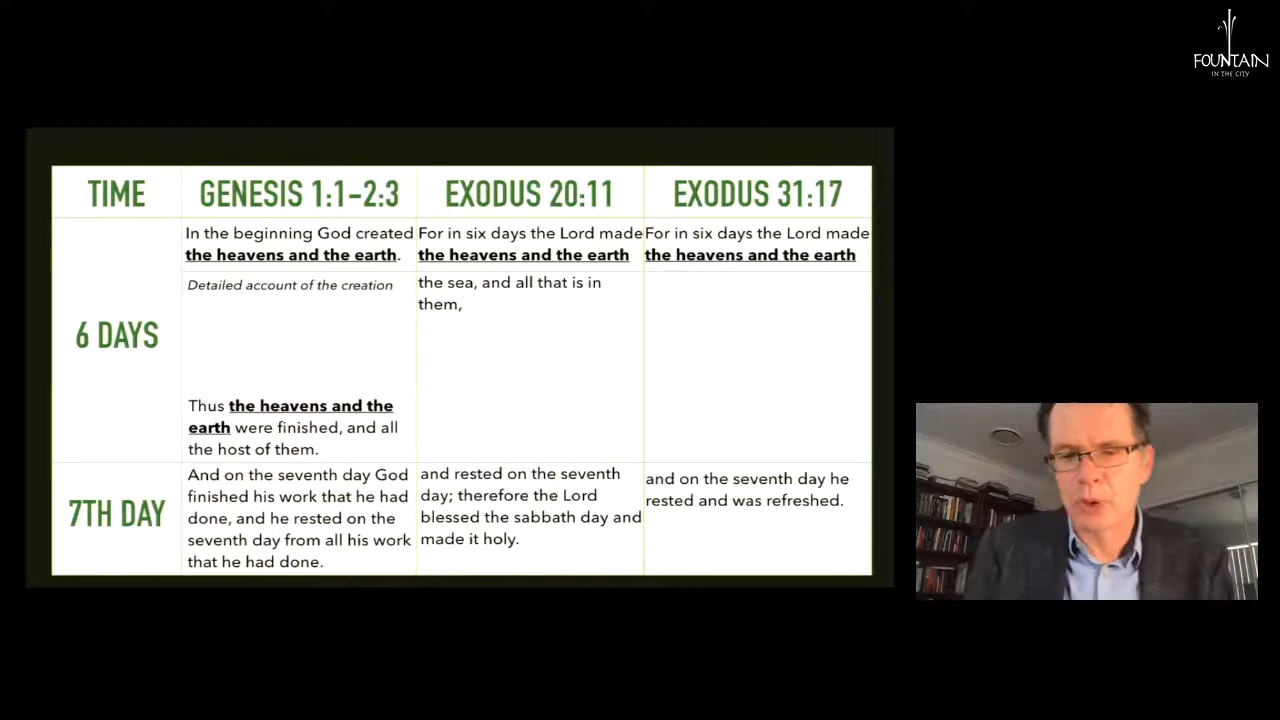 FOUNTAIN
IN THE CITY
TIME
GENESIS 1:1–2:3
EXODUS 20:11
EXODUS 31:17
6 DAYS
In the beginning God created
the heavens and the earth.
For in six days the Lord made
the heavens and the earth
For in six days the Lord made
the heavens and the earth
Detailed account of the creation
the sea, and all that is in
them,
Thus the heavens and the
earth were finished, and all
the host of them.
7TH DAY
And on the seventh day God
finished his work that he had
done, and he rested on the
seventh day from all his work
that he had done.
and rested on the seventh
day; therefore the Lord
blessed the sabbath day and
made it holy.
and on the seventh day he
rested and was refreshed.